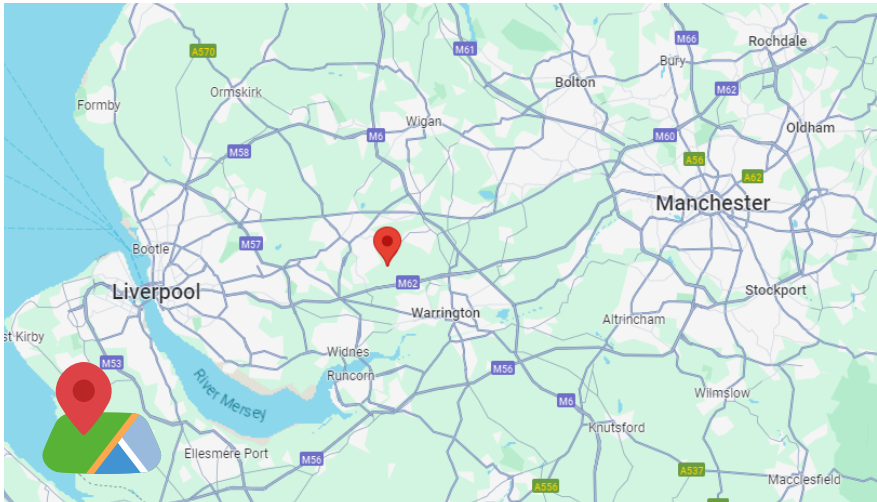 M66
Rochdale
A570
M61
Bury
Bolton
M62
Ormskirk
Formby
Wigan
Oldham
M6
M60
M58
A56
A62
Manchester
Bootle
M57
M62
Liverpool
Stockport
Warrington
Altrincham
st Kirby
Widnes
M53
M56
Runcorn
River Mersey
Wilmslow
M6
Knutsford
Ellesmere Port
M56
A537
Macclesfield
A556